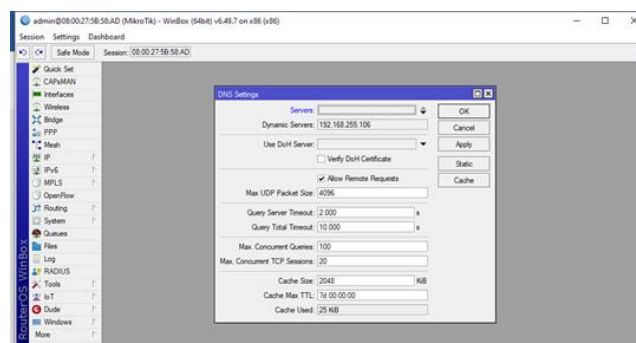 admin@08:00:27:5B:58:AD (MikroTik) - WinBox (64bit) v6.49.7 on x86 (x86)
Session Settings Dashboard
Safe Mode Session: 08:00:27:5B:58:AD
Quick Set
CAPsMAN
Interfaces
Wireless
Bridge
PPP
Mesh
IP
IPv6
MPLS
OpenFlow
Routing
System
Queues
Files
Log
RADIUS
Tools
IoT
Dude
Windows
More
RouterOS WinBox
DNS Settings
Servers:
Dynamic Servers: 192.168.255.106
Use DoH Server:
Verify DoH Certificate
Allow Remote Requests
Max UDP Packet Size: 4096
Query Server Timeout: 2.000 s
Query Total Timeout: 10.000 s
Max. Concurrent Queries: 100
Max. Concurrent TCP Sessions: 20
Cache Size: 2048 KiB
Cache Max TTL: 7d 00:00:00
Cache Used: 25 KiB
OK
Cancel
Apply
Static
Cache